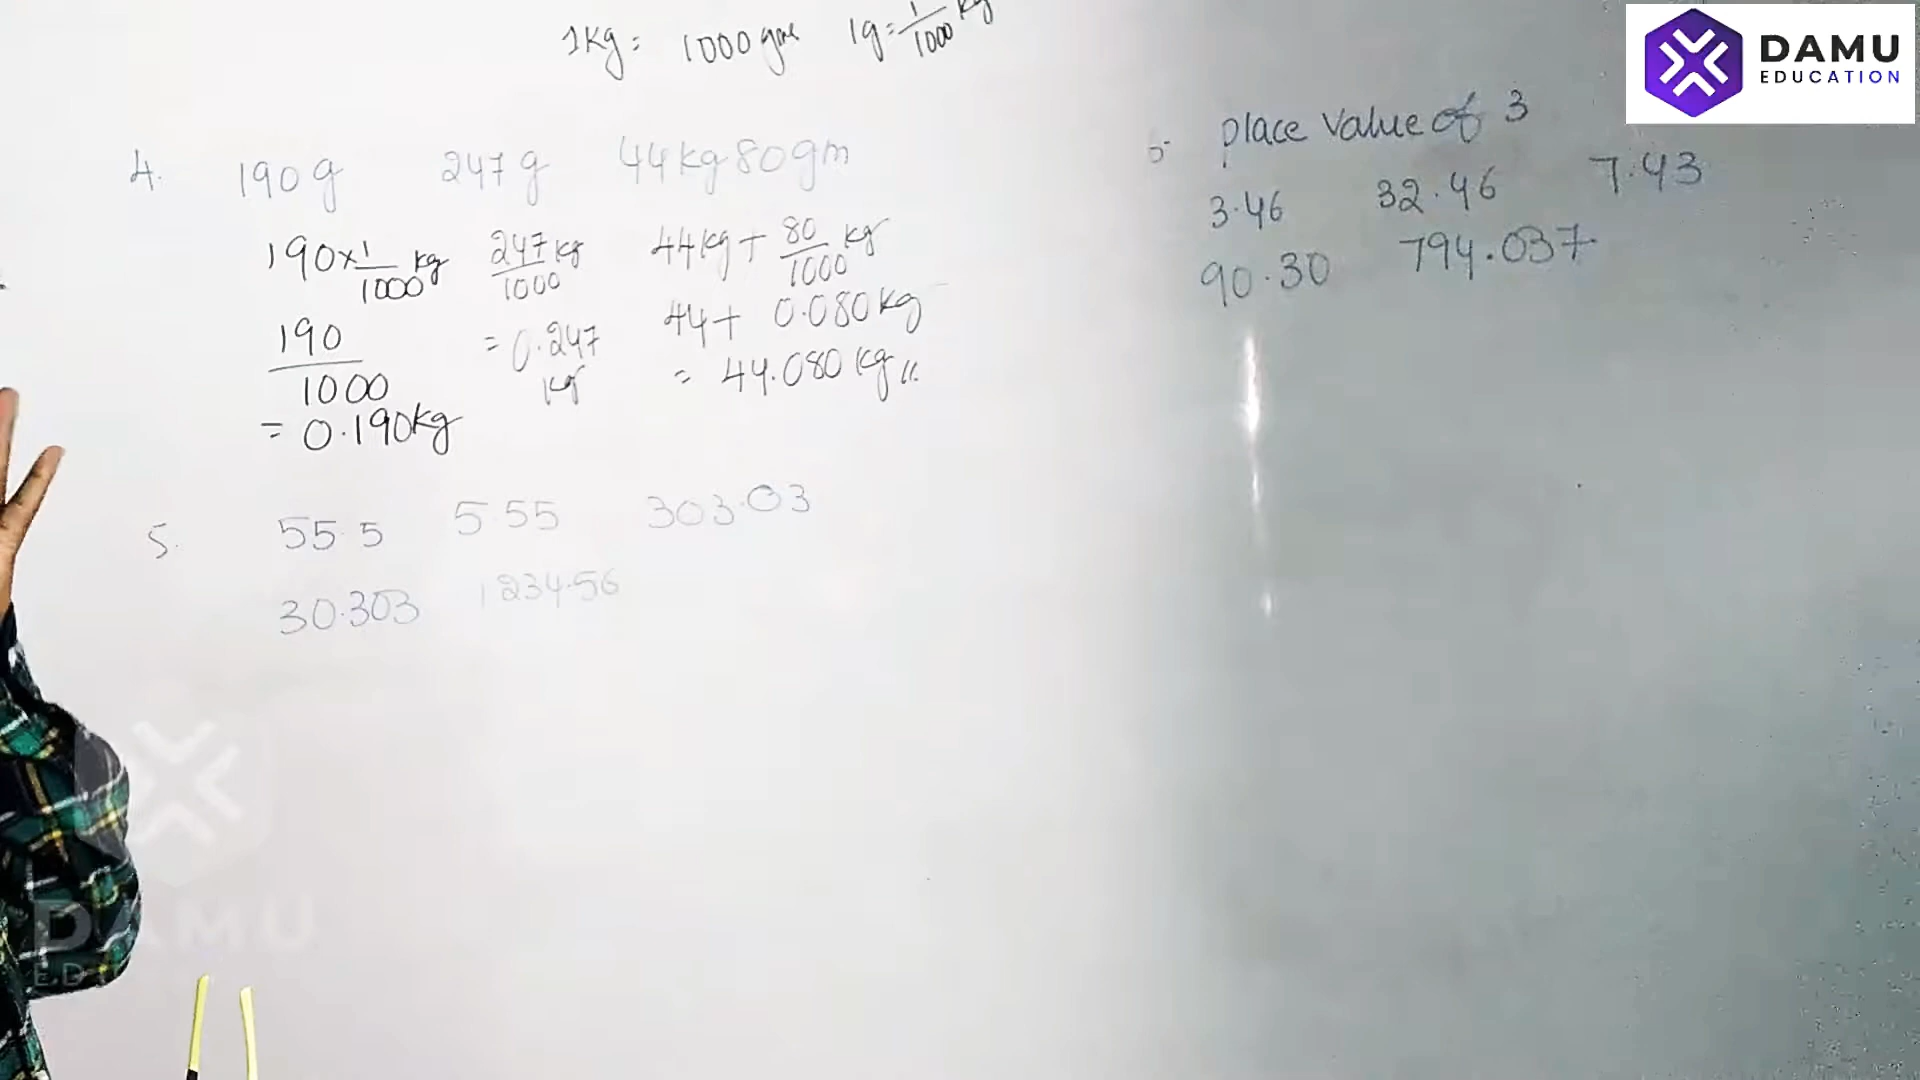 1Kg = 1000 gms 1g = 1/1000 kg
DAMU
EDUCATION
4. 190 g 247 g 44 kg 80 gm
190 × 1/1000 kg 247/1000 kg 44 kg + 80/1000 kg
190/1000 = 0.247 kg 44 + 0.080 kg
= 0.190 kg = 44.080 kg
5. 55.5 5.55 303.03
30.303 1234.56
place value of 3
3.46 32.46 7.43
90.30 794.037
DAMU